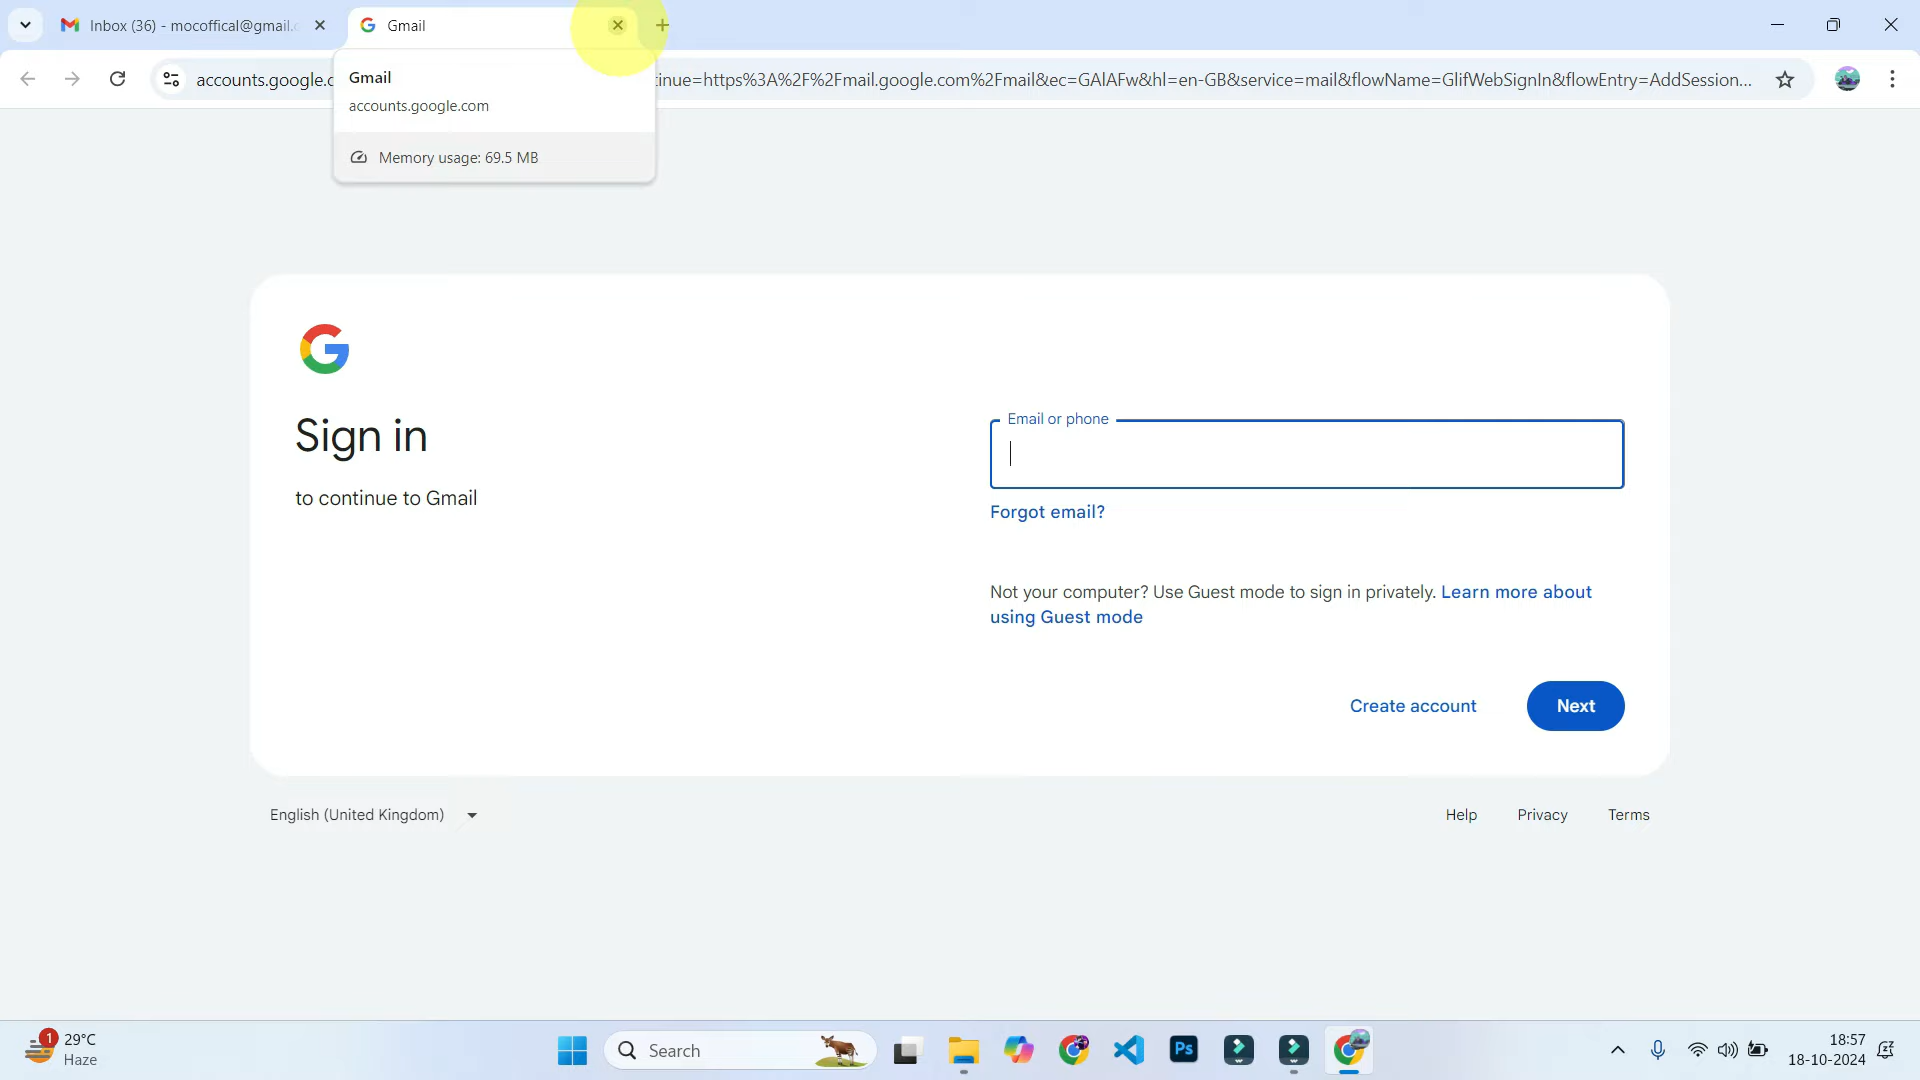 Inbox (36) - mocoffical@gmail.c
Gmail
accounts.google.c
tinue=https%3A%2F%2Fmail.google.com%2Fmail&ec=GAlAFw&hl=en-GB&service=mail&flowName=GlifWebSignIn&flowEntry=AddSession...
Gmail
accounts.google.com
Memory usage: 69.5 MB
Sign in
to continue to Gmail
Email or phone
Forgot email?
Not your computer? Use Guest mode to sign in privately. Learn more about
using Guest mode
Create account
Next
English (United Kingdom)
Help
Privacy
Terms
1
29°C
Haze
Search
Ps
18:57
18-10-2024